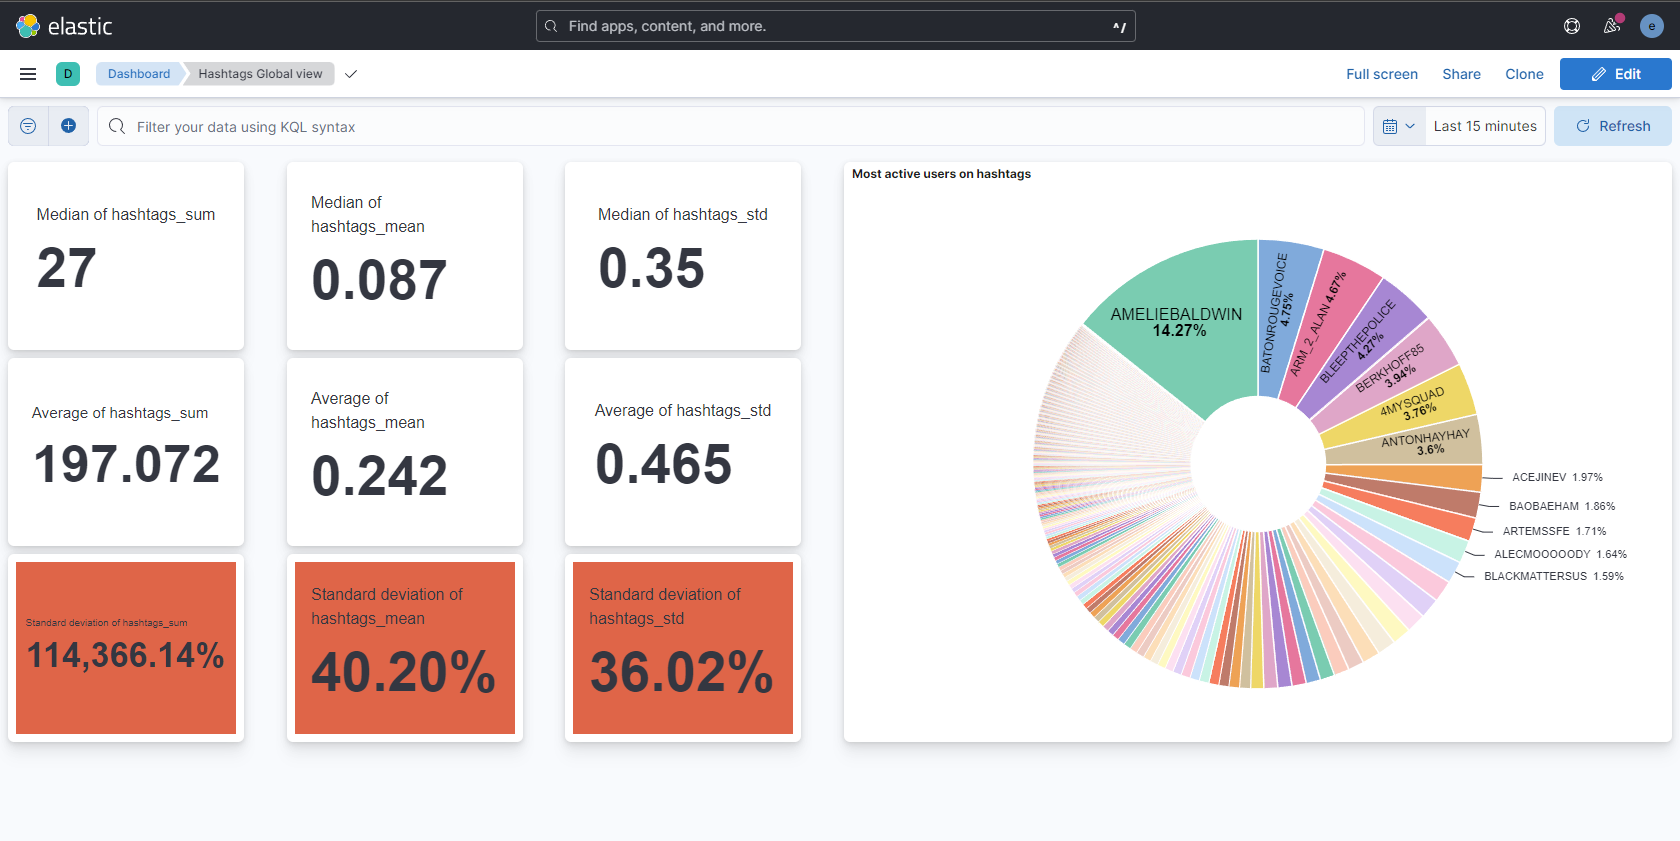 elastic
Find apps, content, and more.
^/
e
D
Dashboard
Hashtags Global view
Full screen
Share
Clone
Edit
Filter your data using KQL syntax
Last 15 minutes
Refresh
Median of hashtags_sum
27
Median of
hashtags_mean
0.087
Median of hashtags_std
0.35
Average of hashtags_sum
197.072
Average of
hashtags_mean
0.242
Average of hashtags_std
0.465
Standard deviation of hashtags_sum
114,366.14%
Standard deviation of
hashtags_mean
40.20%
Standard deviation of
hashtags_std
36.02%
Most active users on hashtags
AMELIEBALDWIN
14.27%
BATONROUGEVOICE
4.75%
ARM_2_ALAN 4.67%
BLEEPTHEPOLICE
4.27%
BERKHOFF85
3.94%
4MYSQUAD
3.76%
ANTONHAYHAY
3.6%
ACEJINEV 1.97%
BAOBAEHAM 1.86%
ARTEMSSFE 1.71%
ALECMOOOOODY 1.64%
BLACKMATTERSUS 1.59%